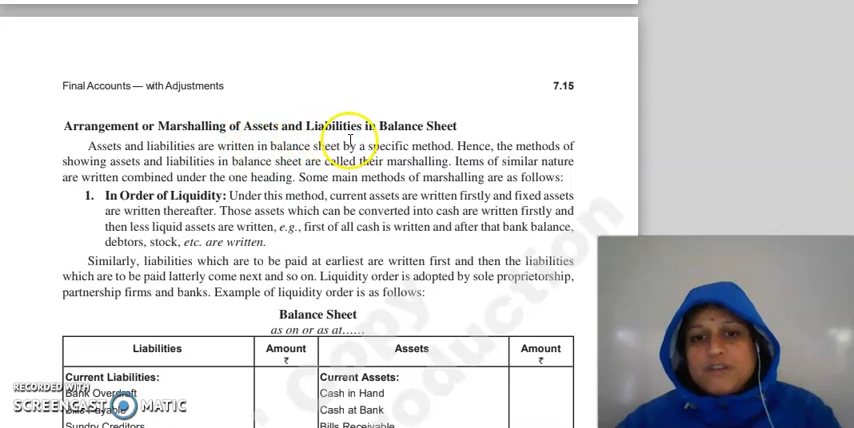 Final Accounts — with Adjustments 7.15
Arrangement or Marshalling of Assets and Liabilities in Balance Sheet
Assets and liabilities are written in balance sheet by a specific method. Hence, the methods of
showing assets and liabilities in balance sheet are called their marshalling. Items of similar nature
are written combined under the one heading. Some main methods of marshalling are as follows:
1. In Order of Liquidity: Under this method, current assets are written firstly and fixed assets
are written thereafter. Those assets which can be converted into cash are written firstly and
then less liquid assets are written, e.g., first of all cash is written and after that bank balance,
debtors, stock, etc. are written.
Similarly, liabilities which are to be paid at earliest are written first and then the liabilities
which are to be paid latterly come next and so on. Liquidity order is adopted by sole proprietorship,
partnership firms and banks. Example of liquidity order is as follows:
Balance Sheet
as on or as at......
Liabilities Amount Assets Amount
₹ ₹
Current Liabilities: Current Assets:
Bank Overdraft Cash in Hand
Bills Payable Cash at Bank
Sundry Creditors Bills Receivable
Copy
roduction
RECORDED WITH
SCREENCAST MATIC